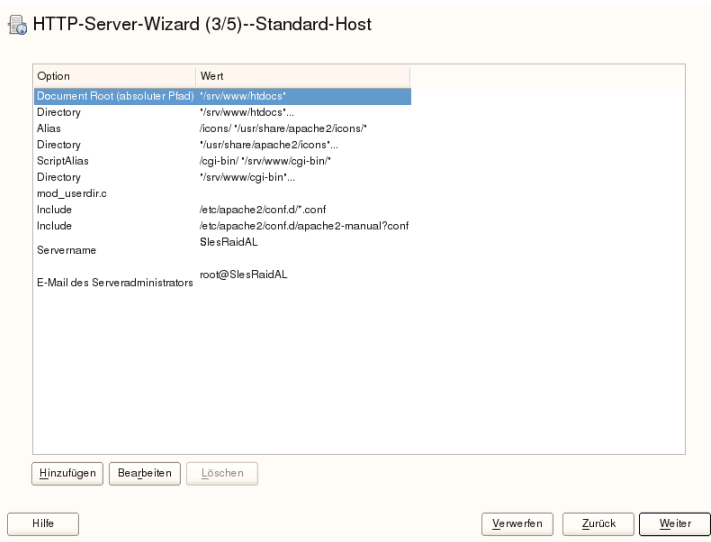 HTTP-Server-Wizard (3/5)--Standard-Host
Option Wert
Document Root (absoluter Pfad) "/srv/www/htdocs"
Directory "/srv/www/htdocs"...
Alias /icons/ "/usr/share/apache2/icons/"
Directory "/usr/share/apache2/icons"...
ScriptAlias /cgi-bin/ "/srv/www/cgi-bin/"
Directory "/srv/www/cgi-bin"...
mod_userdir.c
Include /etc/apache2/conf.d/*.conf
Include /etc/apache2/conf.d/apache2-manual?conf
Servername SlesRaidAL
E-Mail des Serveradministrators root@SlesRaidAL
Hinzufügen Bearbeiten Löschen
Hilfe Verwerfen Zurück Weiter